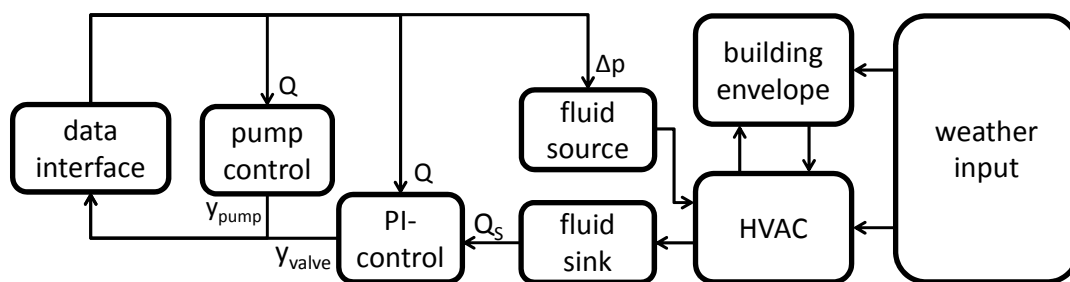 data
interface
Q
pump
control
y_pump
y_valve
Q
PI-
control
Q_S
Δp
fluid
source
fluid
sink
building
envelope
HVAC
weather
input